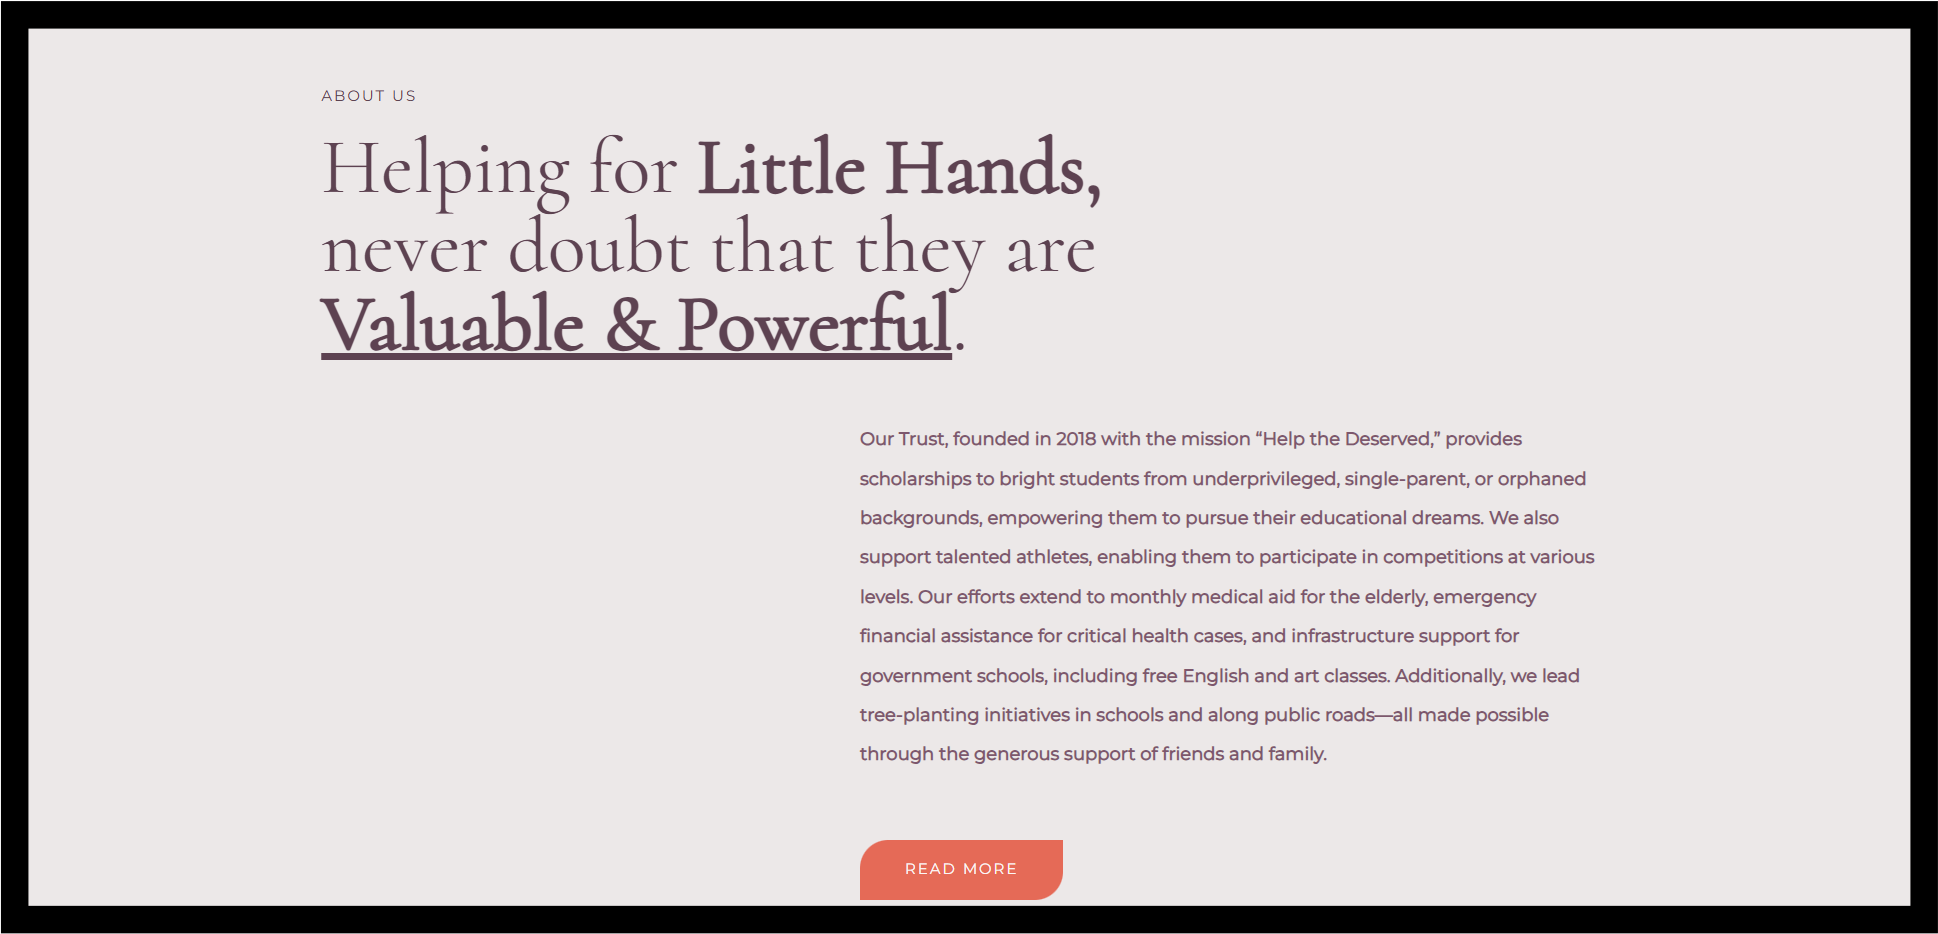 ABOUT US
Helping for Little Hands,
never doubt that they are
Valuable & Powerful.
Our Trust, founded in 2018 with the mission “Help the Deserved,” provides
scholarships to bright students from underprivileged, single-parent, or orphaned
backgrounds, empowering them to pursue their educational dreams. We also
support talented athletes, enabling them to participate in competitions at various
levels. Our efforts extend to monthly medical aid for the elderly, emergency
financial assistance for critical health cases, and infrastructure support for
government schools, including free English and art classes. Additionally, we lead
tree-planting initiatives in schools and along public roads—all made possible
through the generous support of friends and family.
READ MORE